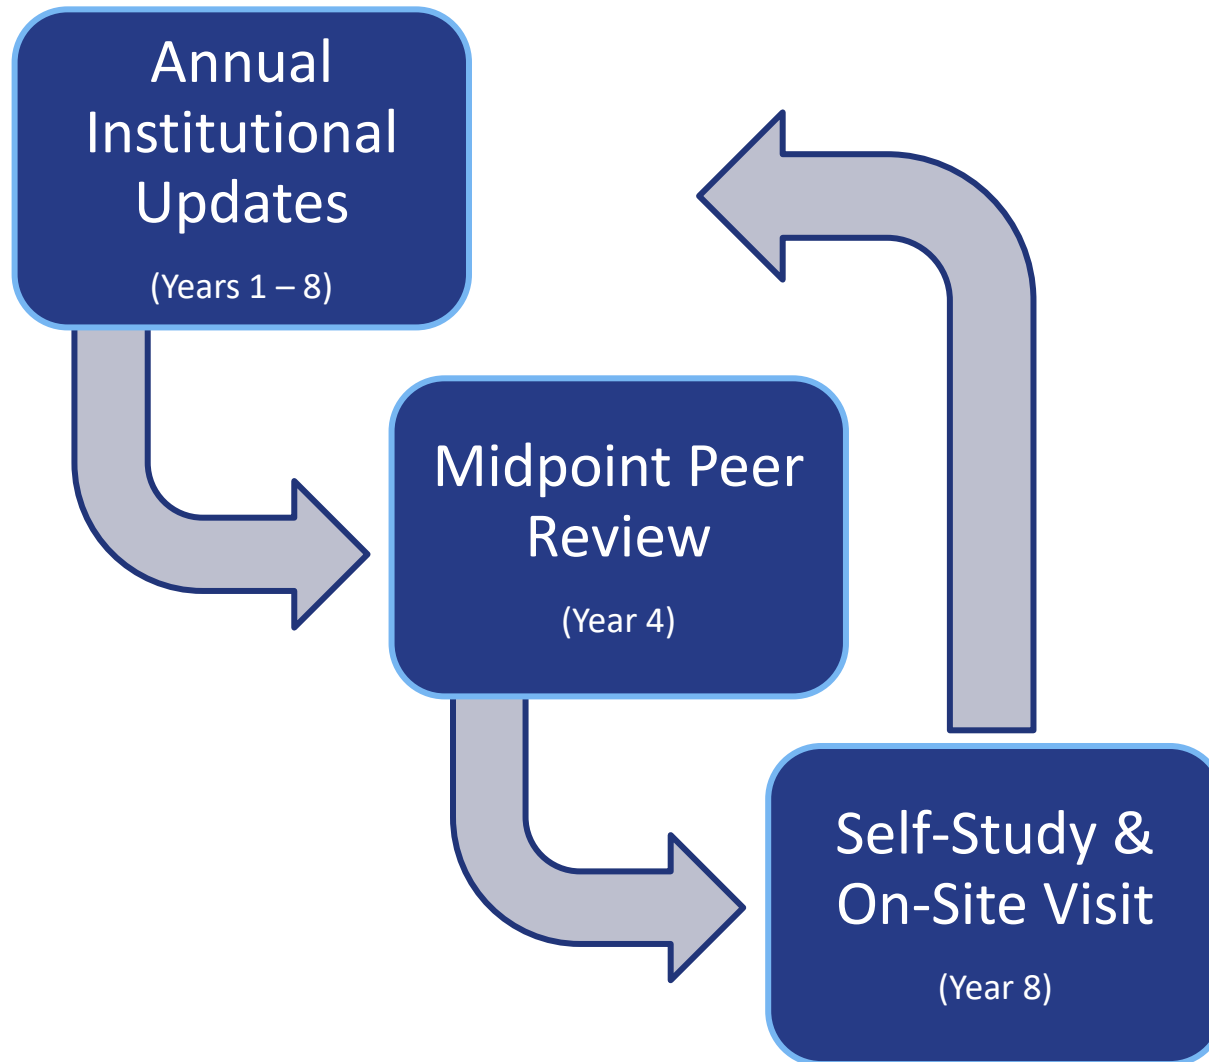 Annual
Institutional
Updates
(Years 1 – 8)
Midpoint Peer
Review
(Year 4)
Self-Study &
On-Site Visit
(Year 8)